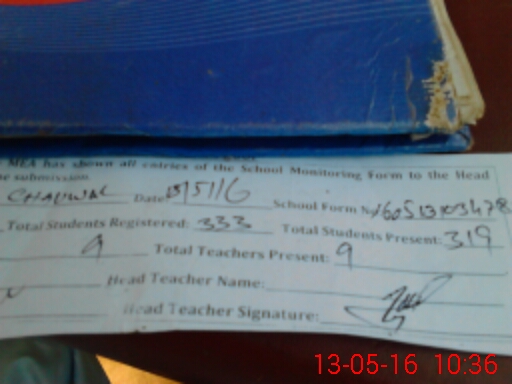 MEA has shown all entries of the School Monitoring Form to the Head
submission.
CHAUWAL Date 13/5/16 School Form No
Total Students Registered: 333 Total Students Present: 319
9 Total Teachers Present: 9
Head Teacher Name:
Head Teacher Signature:
13-05-16 10:36